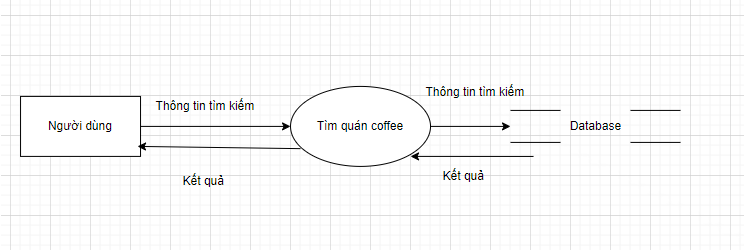 Thông tin tìm kiếm
Thông tin tìm kiếm
Người dùng
Tìm quán coffee
Database
Kết quả
Kết quả